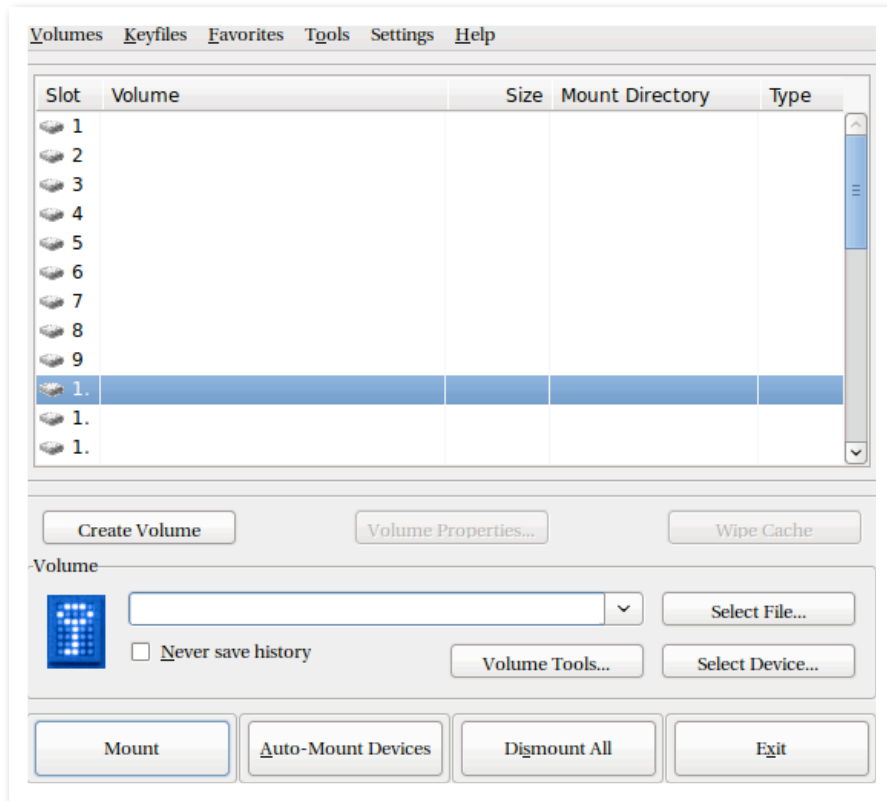 Volumes Keyfiles Favorites Tools Settings Help
Slot Volume Size Mount Directory Type
1
2
3
4
5
6
7
8
9
1.
1.
1.
Create Volume Volume Properties... Wipe Cache
Volume
Select File...
Never save history
Volume Tools... Select Device...
Mount Auto-Mount Devices Dismount All Exit